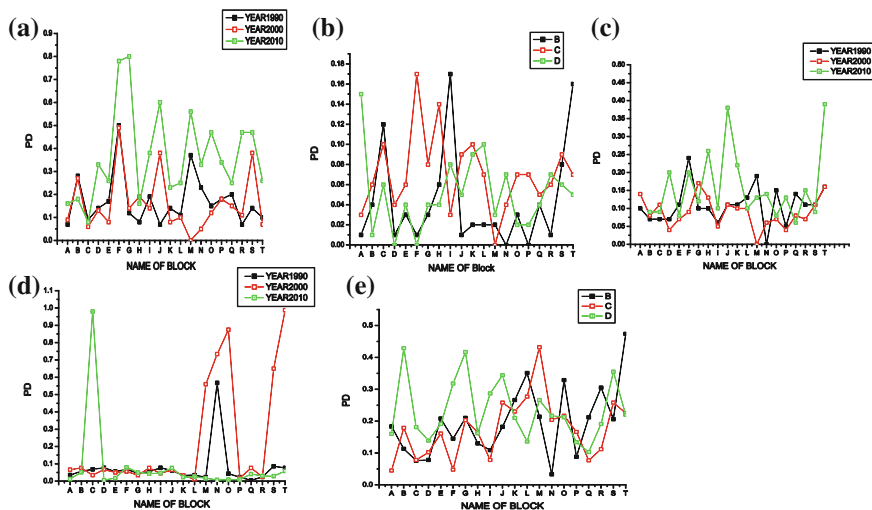 (a)
YEAR1990
YEAR2000
YEAR2010
PD
0.9
0.8
0.7
0.6
0.5
0.4
0.3
0.2
0.1
0.0
A B C D E F G H I J K L M N O P Q R S T
NAME OF BLOCK
(b)
B
C
D
PD
0.18
0.16
0.14
0.12
0.10
0.08
0.06
0.04
0.02
0.00
A B C D E F G H I J K L M N O P Q R S T
NAME OF Block
(c)
YEAR1990
YEAR2000
YEAR2010
PD
0.50
0.45
0.40
0.35
0.30
0.25
0.20
0.15
0.10
0.05
0.00
A B C D E F G H I J K L M N O P Q R S T
NAME OF BLOCK
(d)
YEAR1990
YEAR2000
YEAR2010
PD
1.1
1.0
0.9
0.8
0.7
0.6
0.5
0.4
0.3
0.2
0.1
0.0
A B C D E F G H I J K L M N O P Q R S T
NAME OF BLOCK
(e)
B
C
D
PD
0.5
0.4
0.3
0.2
0.1
0.0
A B C D E F G H I J K L M N O P Q R S T
NAME OF BLOCK